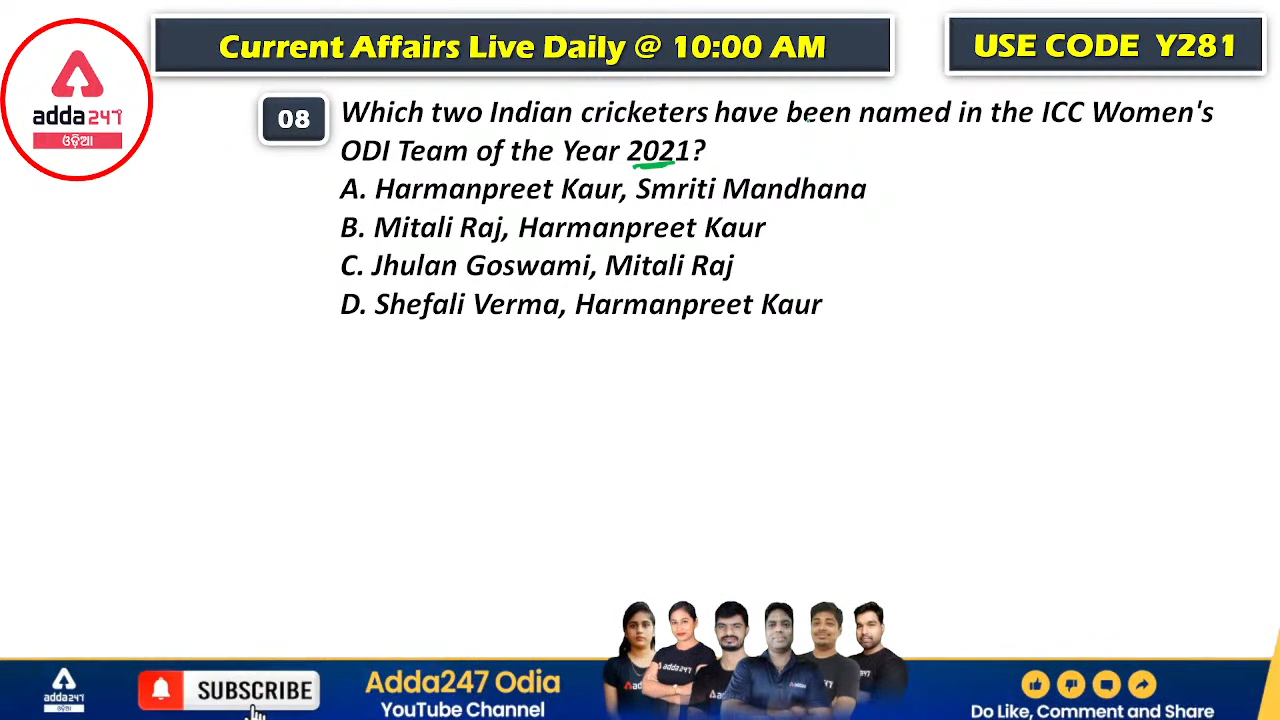 Current Affairs Live Daily @ 10:00 AM
USE CODE Y281
adda247
ଓଡ଼ିଆ
08
Which two Indian cricketers have been named in the ICC Women's
ODI Team of the Year 2021?
A. Harmanpreet Kaur, Smriti Mandhana
B. Mitali Raj, Harmanpreet Kaur
C. Jhulan Goswami, Mitali Raj
D. Shefali Verma, Harmanpreet Kaur
adda247
ଓଡ଼ିଆ
SUBSCRIBE
Adda247 Odia
YouTube Channel
adda247
Do Like, Comment and Share